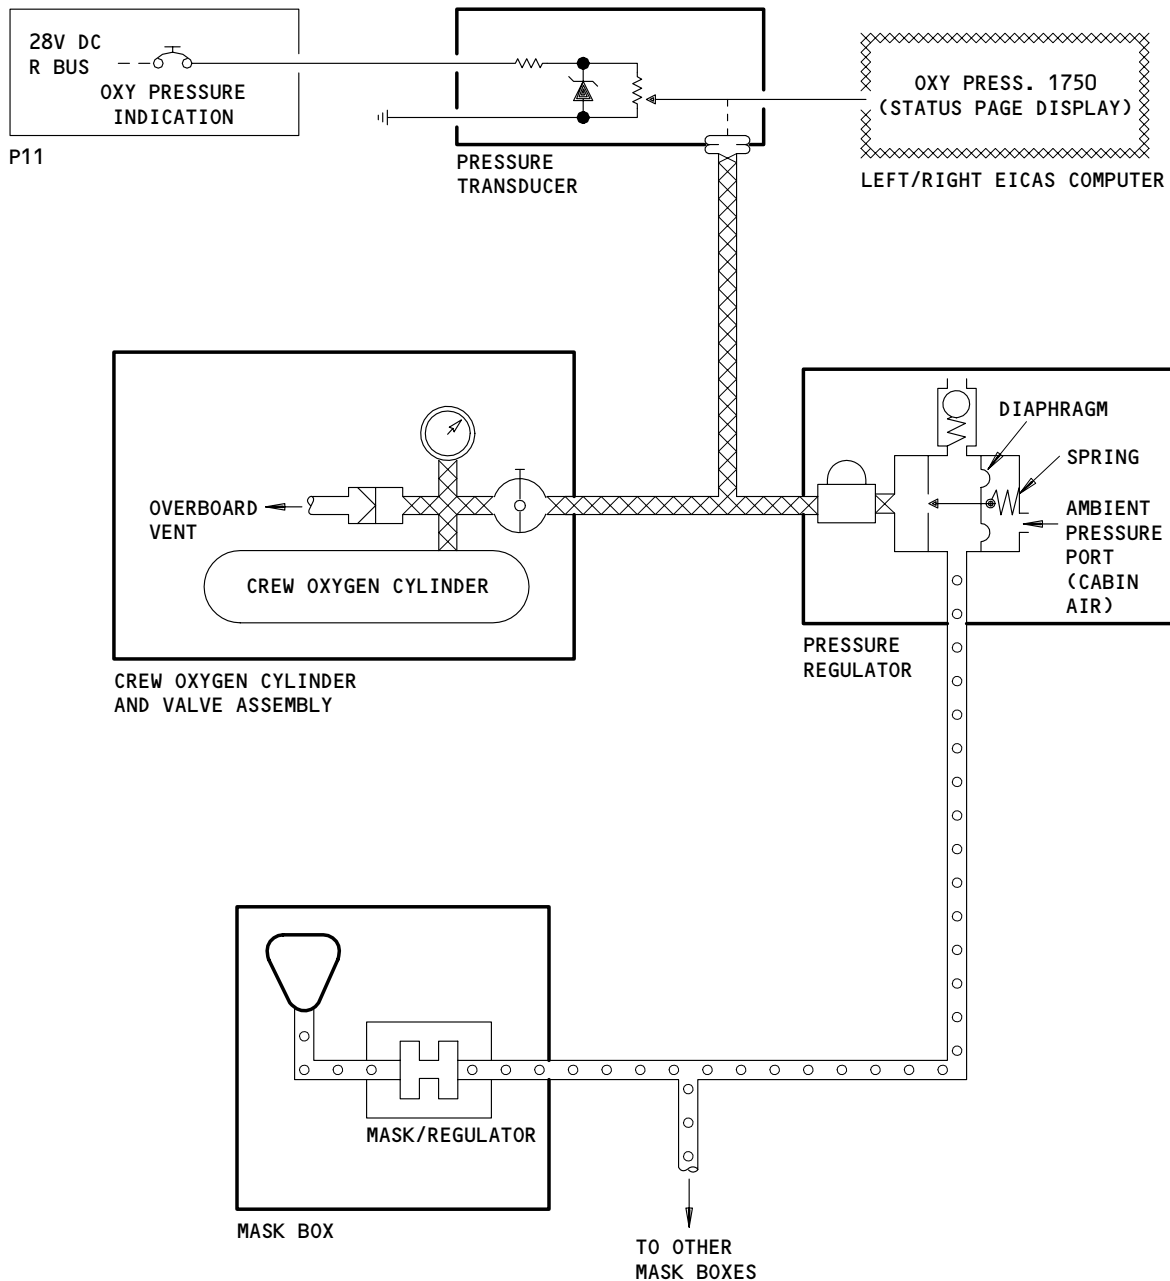 28V DC
R BUS
OXY PRESSURE
INDICATION
P11
PRESSURE
TRANSDUCER
OXY PRESS. 1750
(STATUS PAGE DISPLAY)
LEFT/RIGHT EICAS COMPUTER
OVERBOARD
VENT
CREW OXYGEN CYLINDER
CREW OXYGEN CYLINDER
AND VALVE ASSEMBLY
DIAPHRAGM
SPRING
AMBIENT
PRESSURE
PORT
(CABIN
AIR)
PRESSURE
REGULATOR
MASK/REGULATOR
MASK BOX
TO OTHER
MASK BOXES